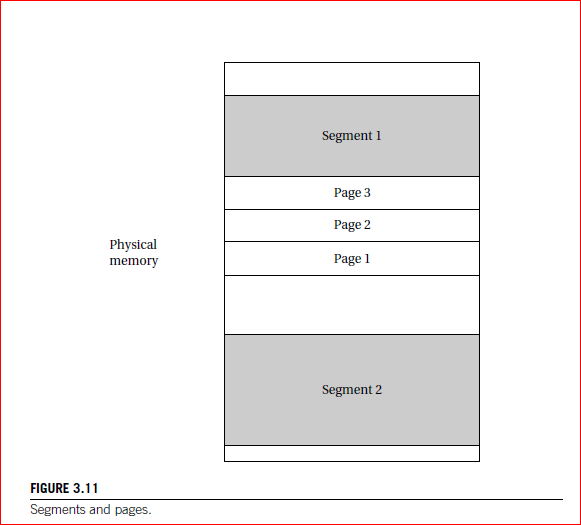 Segment 1
Page 3
Page 2
Page 1
Physical
memory
Segment 2
FIGURE 3.11
Segments and pages.